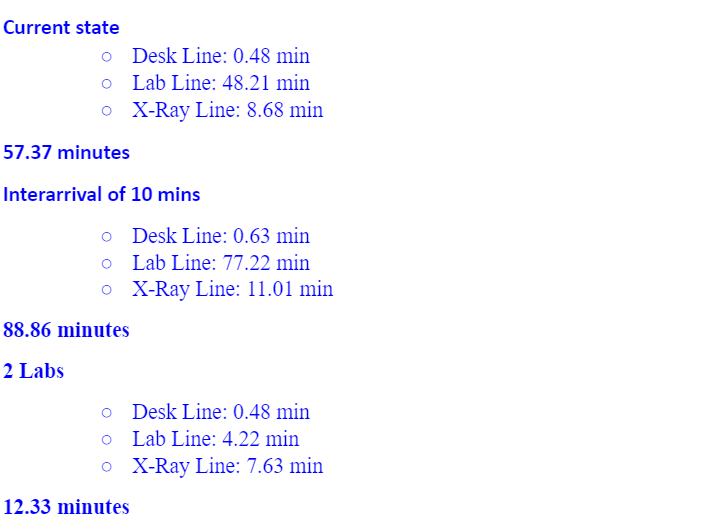 Current state
○ Desk Line: 0.48 min
○ Lab Line: 48.21 min
○ X-Ray Line: 8.68 min
57.37 minutes
Interarrival of 10 mins
○ Desk Line: 0.63 min
○ Lab Line: 77.22 min
○ X-Ray Line: 11.01 min
88.86 minutes
2 Labs
○ Desk Line: 0.48 min
○ Lab Line: 4.22 min
○ X-Ray Line: 7.63 min
12.33 minutes